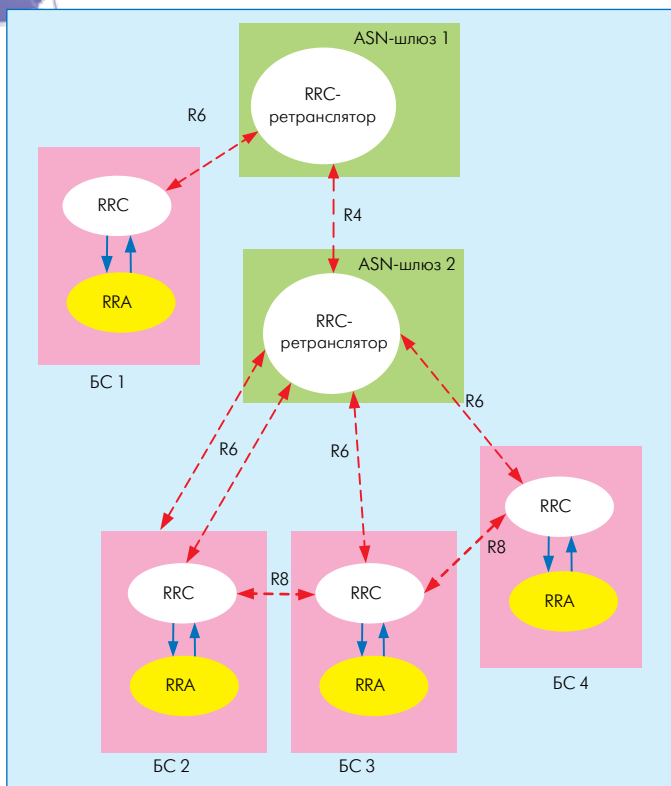 ASN-шлюз 1
RRC-
ретранслятор
R6
RRC
RRA
БС 1
R4
ASN-шлюз 2
RRC-
ретранслятор
R6
R6
R6
RRC
RRA
БС 4
R8
R8
RRC
RRA
БС 2
RRC
RRA
БС 3